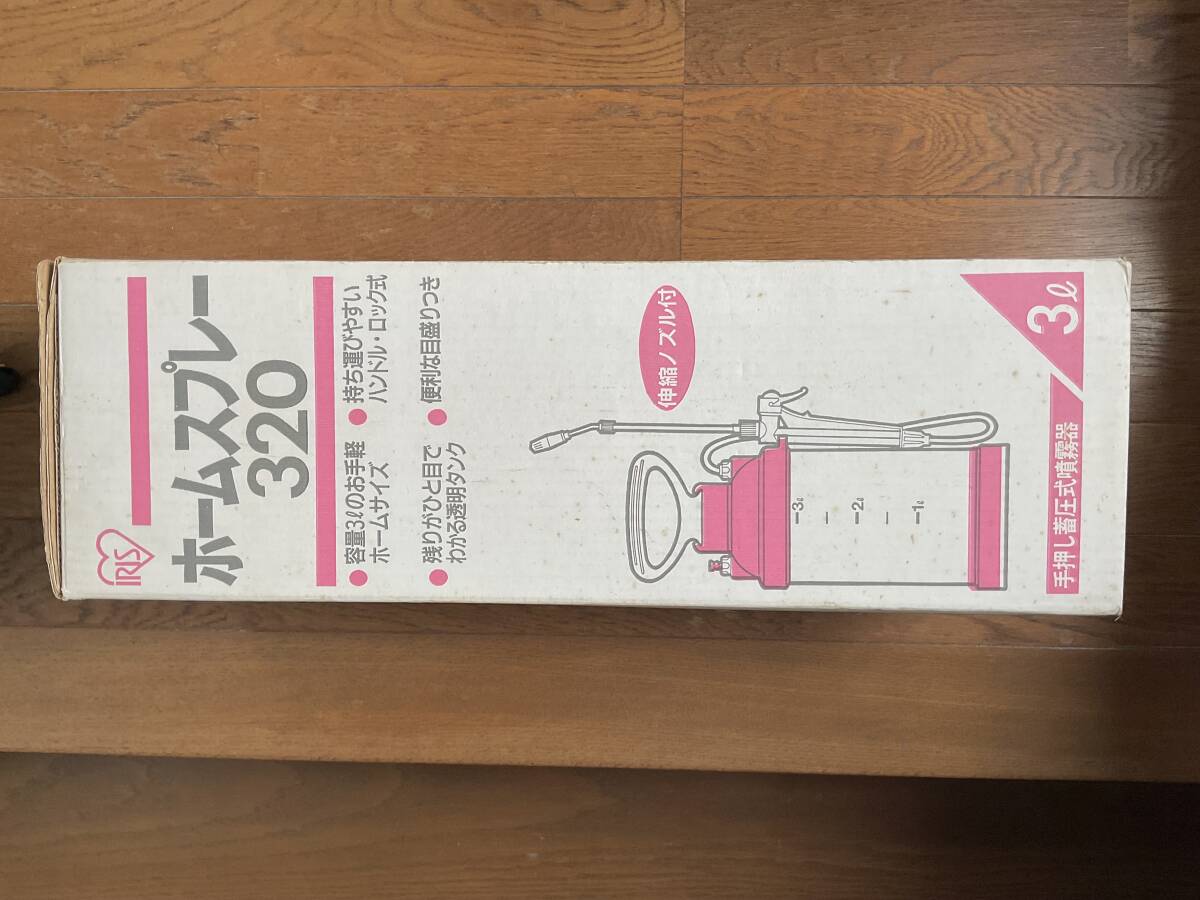 IRIS
ホームスプレー
320
● 容量3ℓのお手軽
ホームサイズ
● 持ち運びやすい
ハンドル・ロック式
● 残りがひと目で
わかる透明タンク
● 便利な目盛りつき
伸縮ノズル付
3ℓ
2ℓ
1ℓ
手押し蓄圧式噴霧器
3ℓ